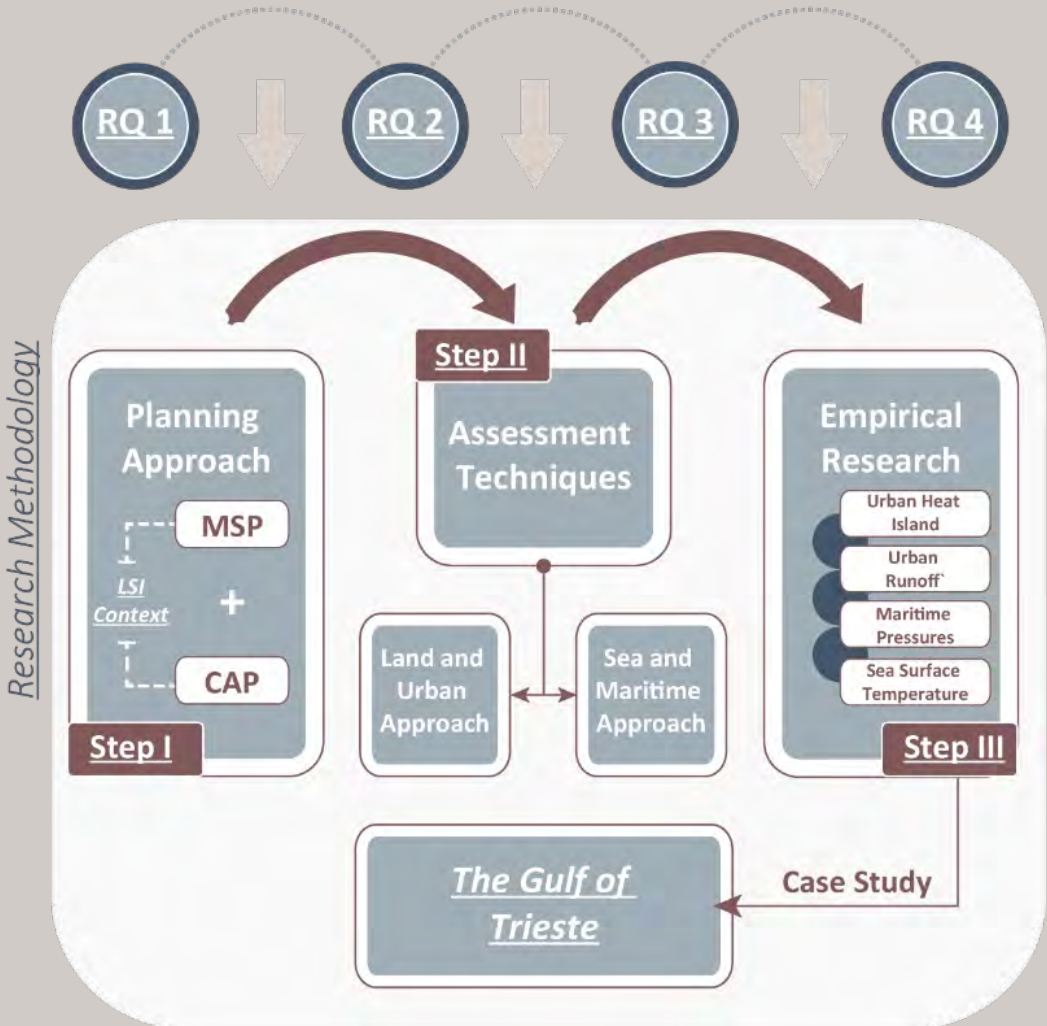 RQ 1
RQ 2
RQ 3
RQ 4
Research Methodology
Planning
Approach
MSP
LSI
Context
+
CAP
Step I
Step II
Assessment
Techniques
Land and
Urban
Approach
Sea and
Maritime
Approach
Empirical
Research
Urban Heat
Island
Urban
Runoff`
Maritime
Pressures
Sea Surface
Temperature
Step III
Case Study
The Gulf of
Trieste